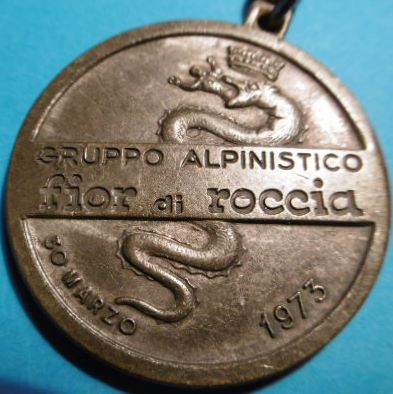 GRUPPO ALPINISTICO
fior di roccia
30 MARZO 1973